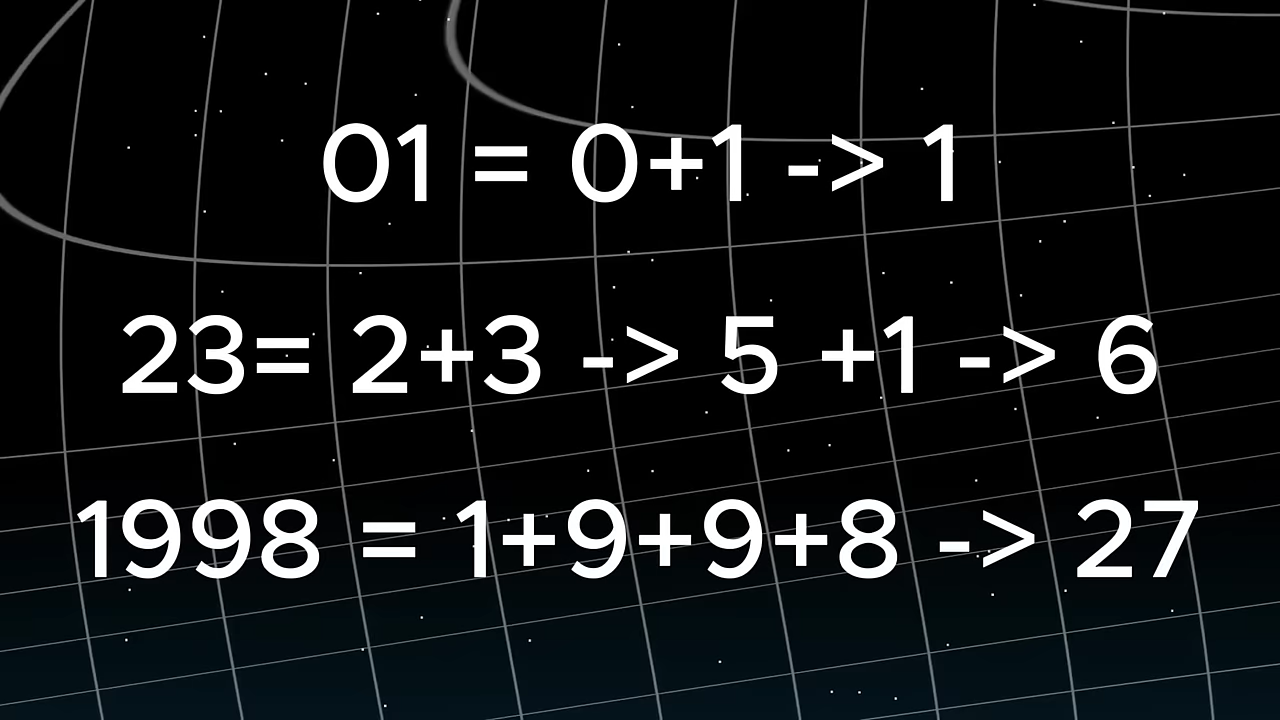 01 = 0+1 -> 1
23= 2+3 -> 5 +1 -> 6
1998 = 1+9+9+8 -> 27